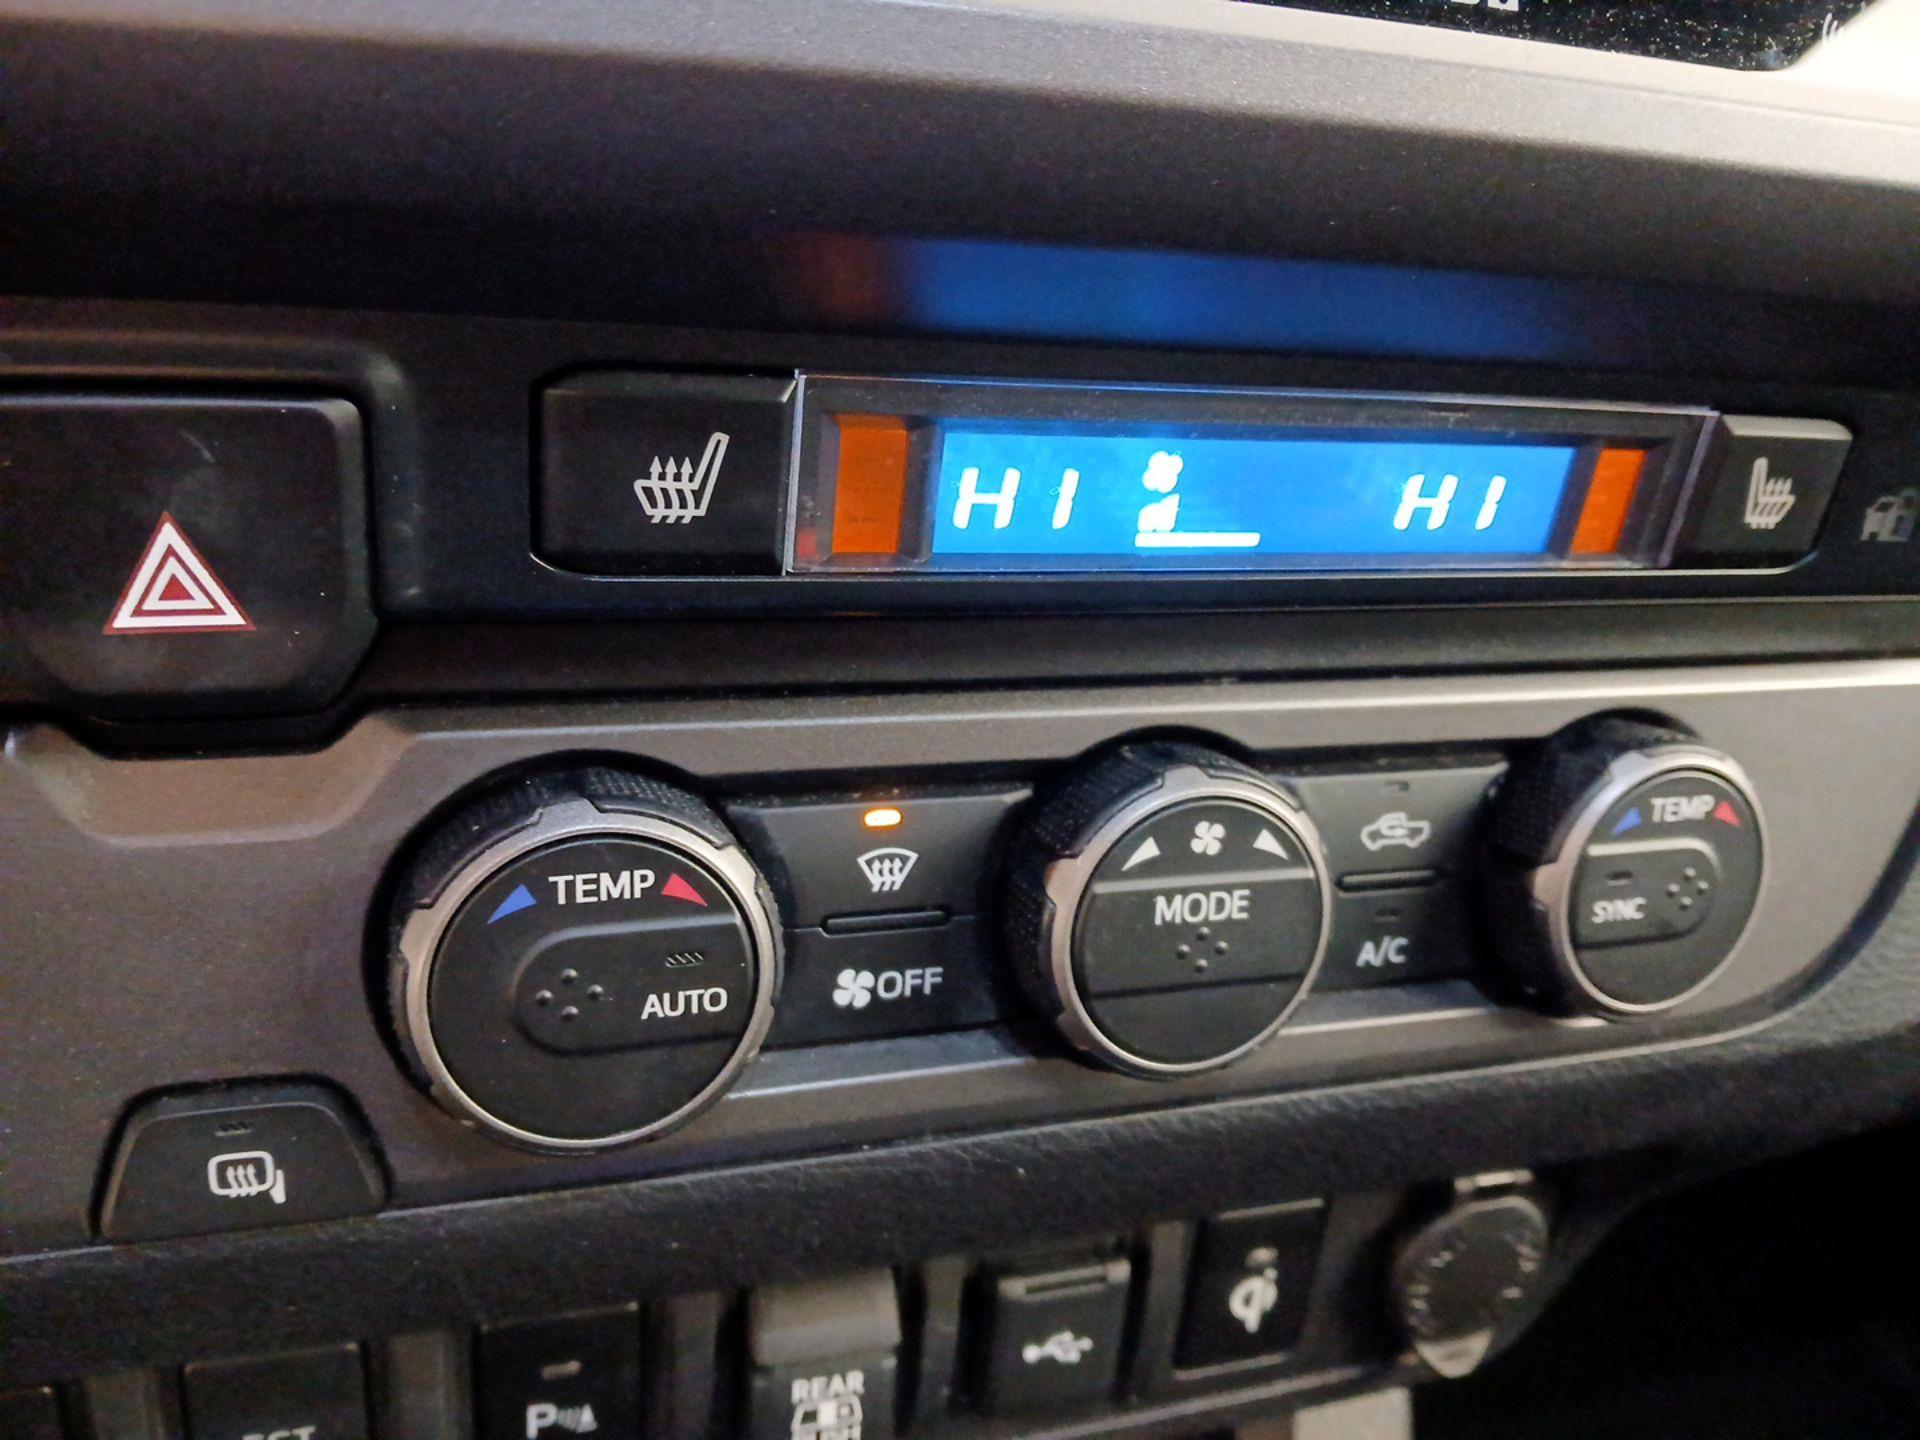 HI HI
TEMP
AUTO
OFF
MODE
A/C
TEMP
SYNC
P
REAR